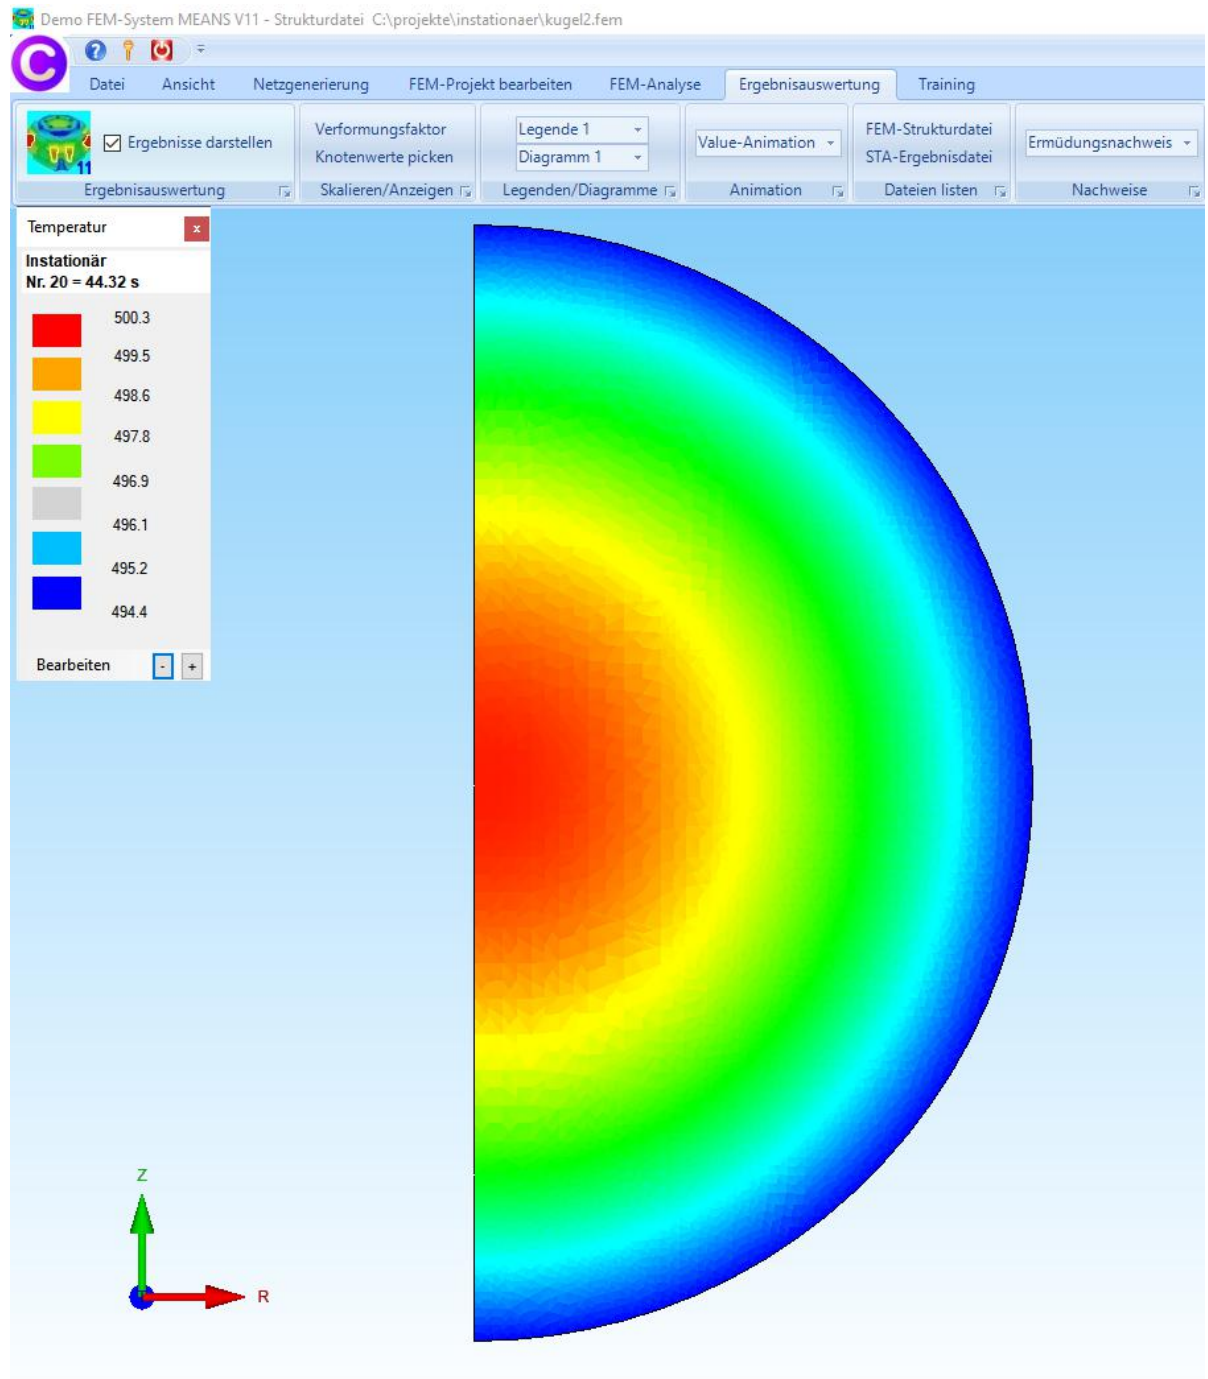 Demo FEM-System MEANS V11 - Strukturdatei  C:\projekte\instationaer\kugel2.fem
C ?
Datei Ansicht Netzgenerierung FEM-Projekt bearbeiten FEM-Analyse Ergebnisauswertung Training
11 Ergebnisse darstellen
Ergebnisauswertung
Verformungsfaktor
Knotenwerte picken
Skalieren/Anzeigen
Legende 1
Diagramm 1
Legenden/Diagramme
Value-Animation
Animation
FEM-Strukturdatei
STA-Ergebnisdatei
Dateien listen
Ermüdungsnachweis
Nachweise
Temperatur x
Instationär
Nr. 20 = 44.32 s
500.3
499.5
498.6
497.8
496.9
496.1
495.2
494.4
Bearbeiten - +
Z
R